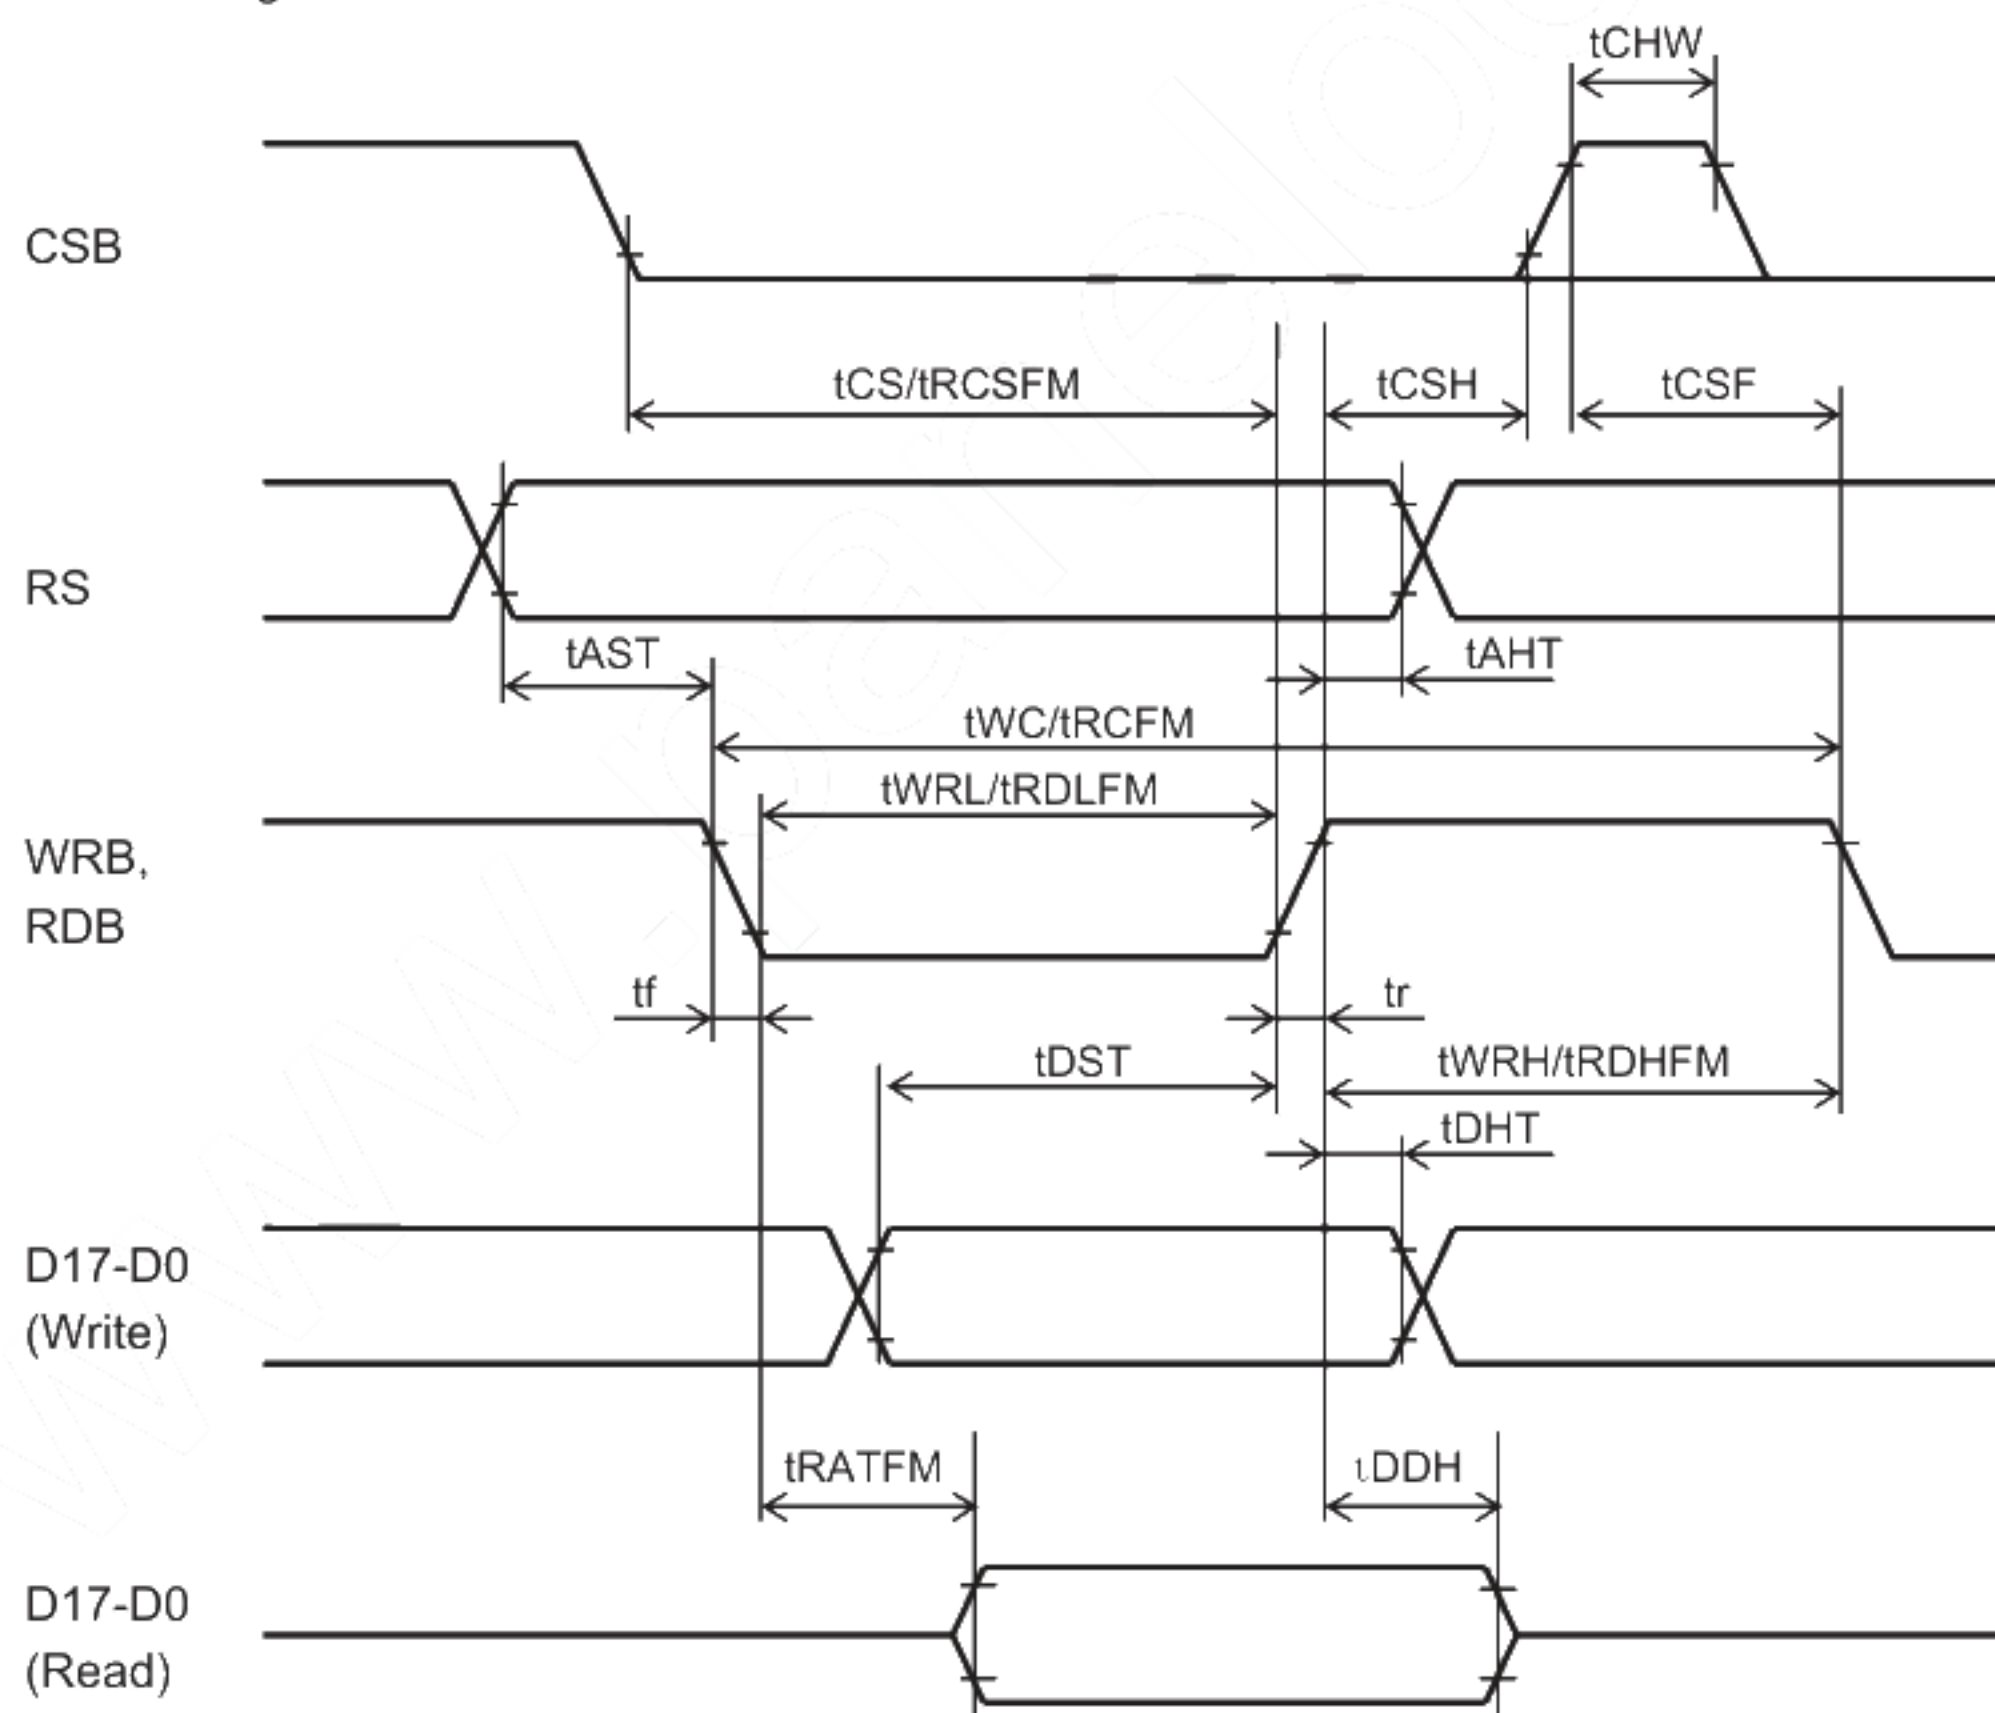 tCHW
CSB
tCS/tRCSFM
tCSH
tCSF
RS
tAST
tAHT
tWC/tRCFM
tWRL/tRDLFM
WRB,
RDB
tf
tr
tDST
tWRH/tRDHFM
tDHT
D17-D0
(Write)
tRATFM
tDDH
D17-D0
(Read)